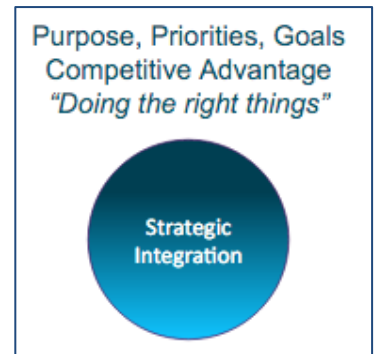 Purpose, Priorities, Goals
Competitive Advantage
“Doing the right things”
Strategic
Integration